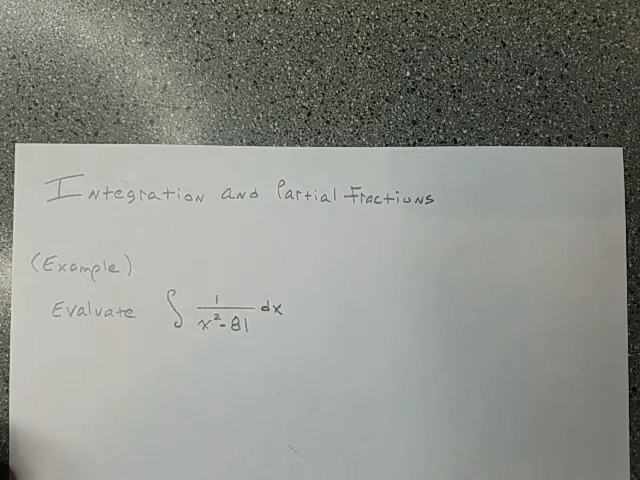 Integration and Partial Fractions
(Example)
Evaluate ∫ 1/(x²-81) dx